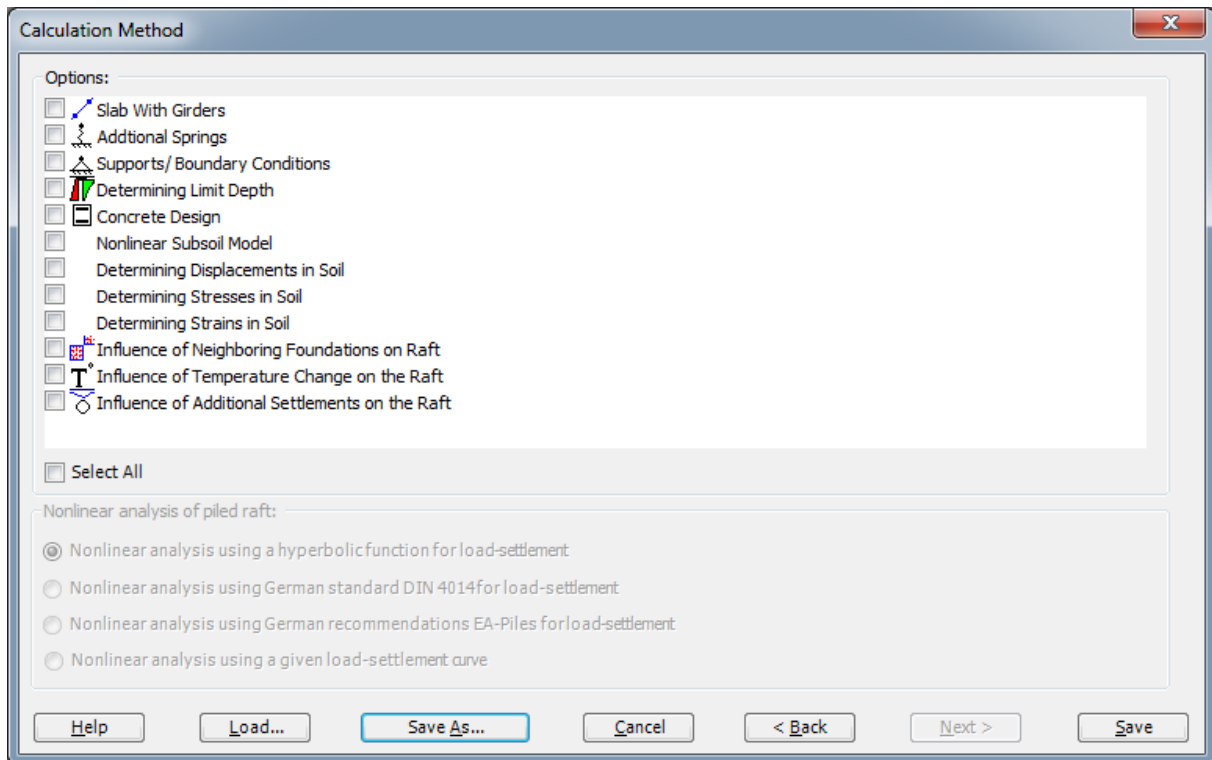 Calculation Method
Options:
Slab With Girders
Addtional Springs
Supports/ Boundary Conditions
Determining Limit Depth
Concrete Design
Nonlinear Subsoil Model
Determining Displacements in Soil
Determining Stresses in Soil
Determining Strains in Soil
Influence of Neighboring Foundations on Raft
T° Influence of Temperature Change on the Raft
Influence of Additional Settlements on the Raft
Select All
Nonlinear analysis of piled raft:
Nonlinear analysis using a hyperbolic function for load-settlement
Nonlinear analysis using German standard DIN 4014for load-settlement
Nonlinear analysis using German recommendations EA-Piles for load-settlement
Nonlinear analysis using a given load-settlement curve
Help Load... Save As... Cancel < Back Next > Save